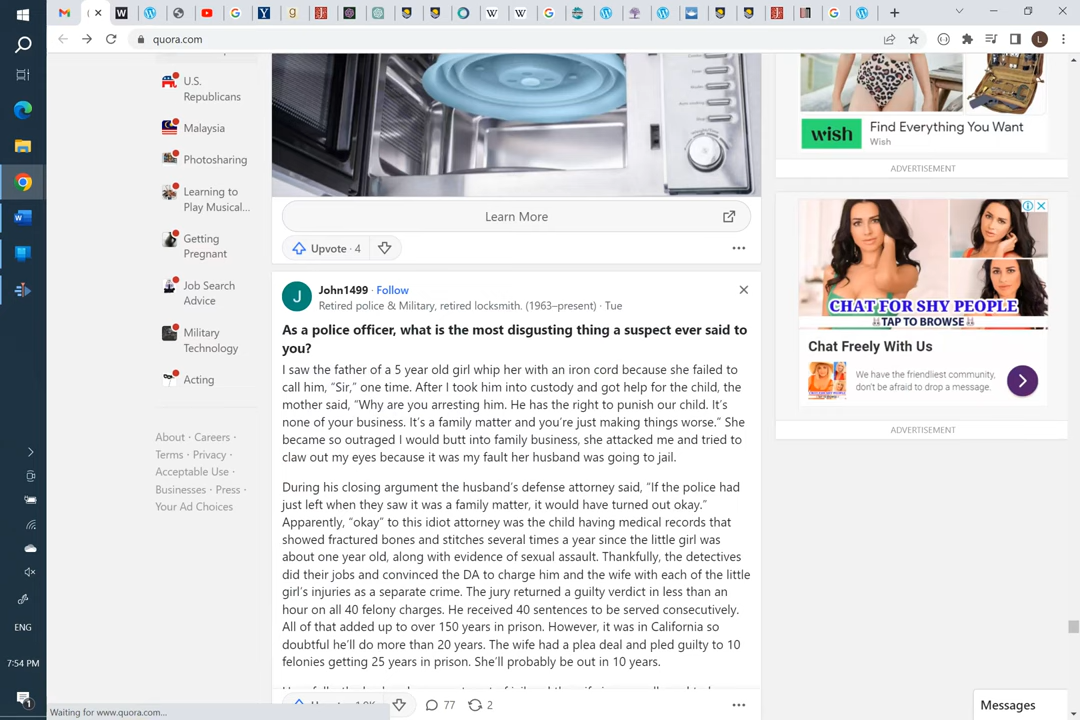 quora.com
U.S.
Republicans
Malaysia
Photosharing
Learning to
Play Musical...
Getting
Pregnant
Job Search
Advice
Military
Technology
Acting
About · Careers ·
Terms · Privacy ·
Acceptable Use ·
Businesses · Press ·
Your Ad Choices
ENG
7:54 PM
Learn More
Upvote · 4
J
John1499 · Follow
Retired police & Military, retired locksmith. (1963–present) · Tue
As a police officer, what is the most disgusting thing a suspect ever said to
you?
I saw the father of a 5 year old girl whip her with an iron cord because she failed to
call him, “Sir,” one time. After I took him into custody and got help for the child, the
mother said, “Why are you arresting him. He has the right to punish our child. It’s
none of your business. It’s a family matter and you’re just making things worse.” She
became so outraged I would butt into family business, she attacked me and tried to
claw out my eyes because it was my fault her husband was going to jail.
During his closing argument the husband’s defense attorney said, “If the police had
just left when they saw it was a family matter, it would have turned out okay.”
Apparently, “okay” to this idiot attorney was the child having medical records that
showed fractured bones and stitches several times a year since the little girl was
about one year old, along with evidence of sexual assault. Thankfully, the detectives
did their jobs and convinced the DA to charge him and the wife with each of the little
girl’s injuries as a separate crime. The jury returned a guilty verdict in less than an
hour on all 40 felony charges. He received 40 sentences to be served consecutively.
All of that added up to over 150 years in prison. However, it was in California so
doubtful he’ll do more than 20 years. The wife had a plea deal and pled guilty to 10
felonies getting 25 years in prison. She’ll probably be out in 10 years.
77
2
wish
Find Everything You Want
Wish
ADVERTISEMENT
CHAT FOR SHY PEOPLE
TAP TO BROWSE
Chat Freely With Us
We have the friendliest community,
don't be afraid to drop a message.
ADVERTISEMENT
Messages
Waiting for www.quora.com...